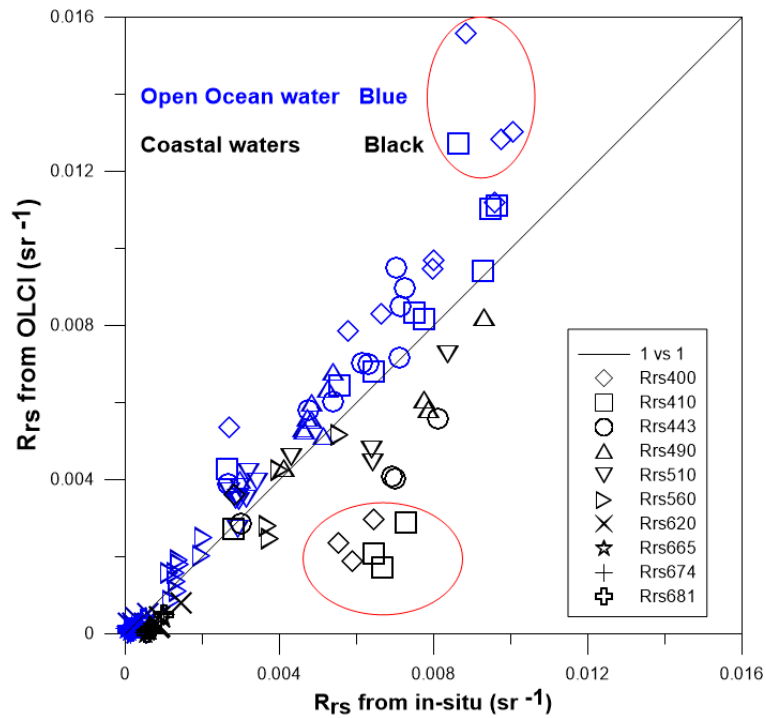 0.016
Open Ocean water Blue
Coastal waters Black
0.012
Rrs from OLCI (sr -1)
0.008
1 vs 1
Rrs400
Rrs410
Rrs443
Rrs490
Rrs510
Rrs560
Rrs620
Rrs665
Rrs674
Rrs681
0.004
0
0 0.004 0.008 0.012 0.016
Rrs from in-situ (sr -1)